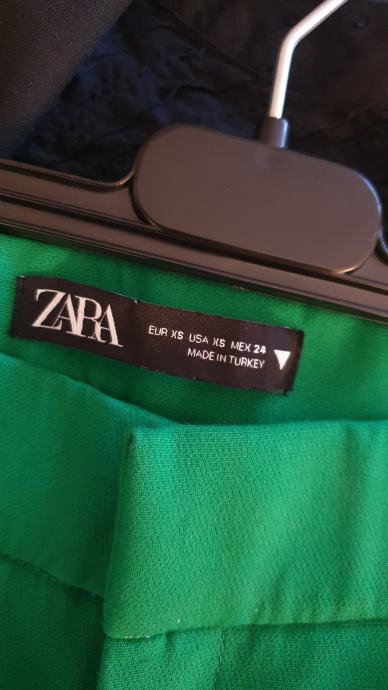 ZARA
EUR XS USA XS MEX 24
MADE IN TURKEY